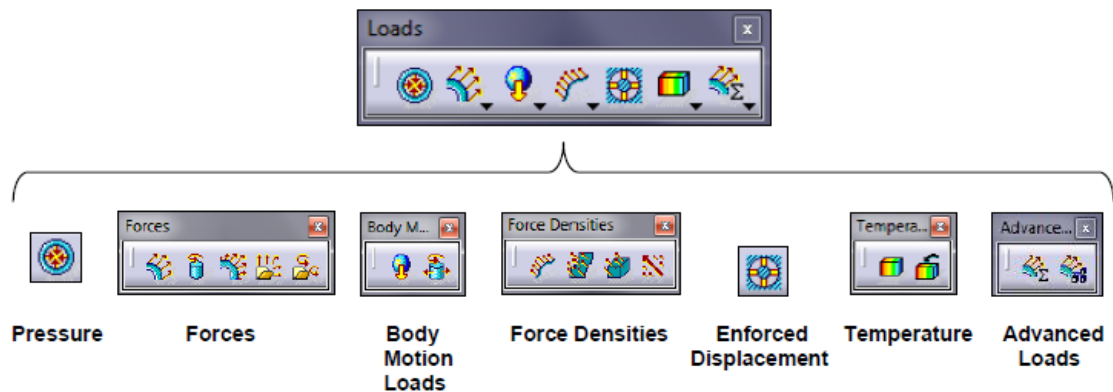 Loads
Forces
Body M...
Force Densities
Tempera...
Advance...
Pressure
Forces
Body
Motion
Loads
Force Densities
Enforced
Displacement
Temperature
Advanced
Loads